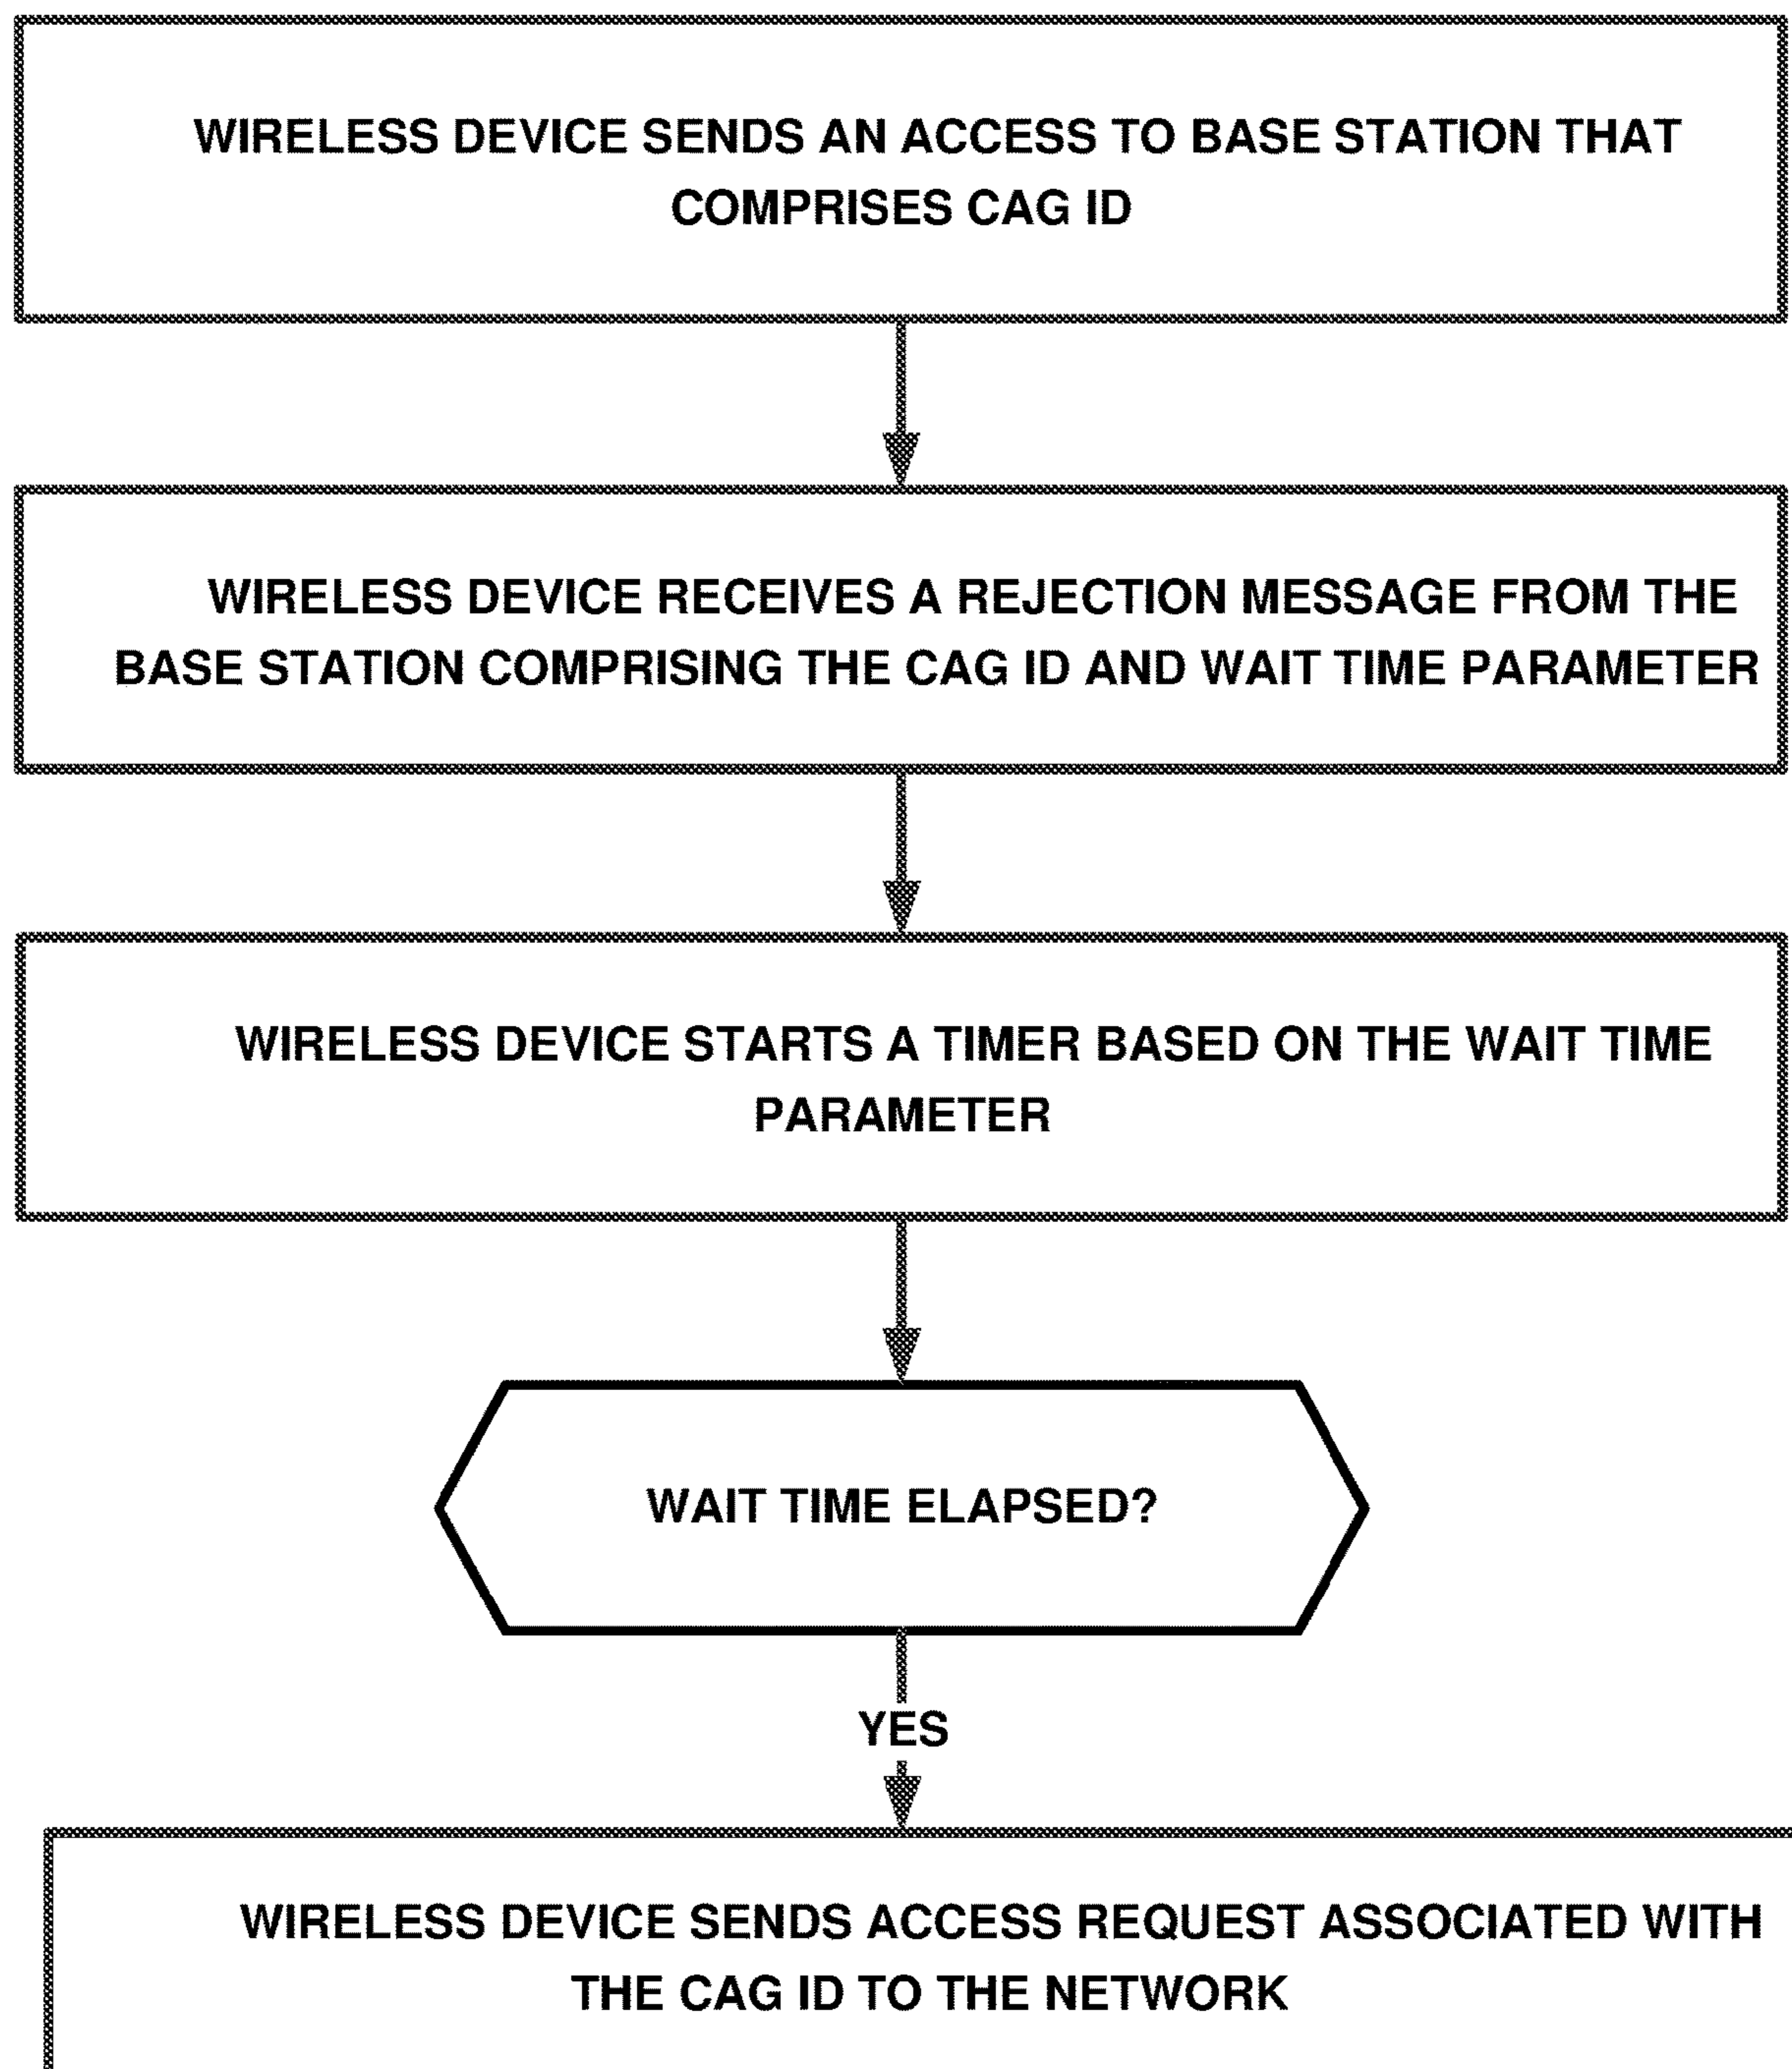 WIRELESS DEVICE SENDS AN ACCESS TO BASE STATION THAT
COMPRISES CAG ID
WIRELESS DEVICE RECEIVES A REJECTION MESSAGE FROM THE
BASE STATION COMPRISING THE CAG ID AND WAIT TIME PARAMETER
WIRELESS DEVICE STARTS A TIMER BASED ON THE WAIT TIME
PARAMETER
WAIT TIME ELAPSED?
YES
WIRELESS DEVICE SENDS ACCESS REQUEST ASSOCIATED WITH
THE CAG ID TO THE NETWORK